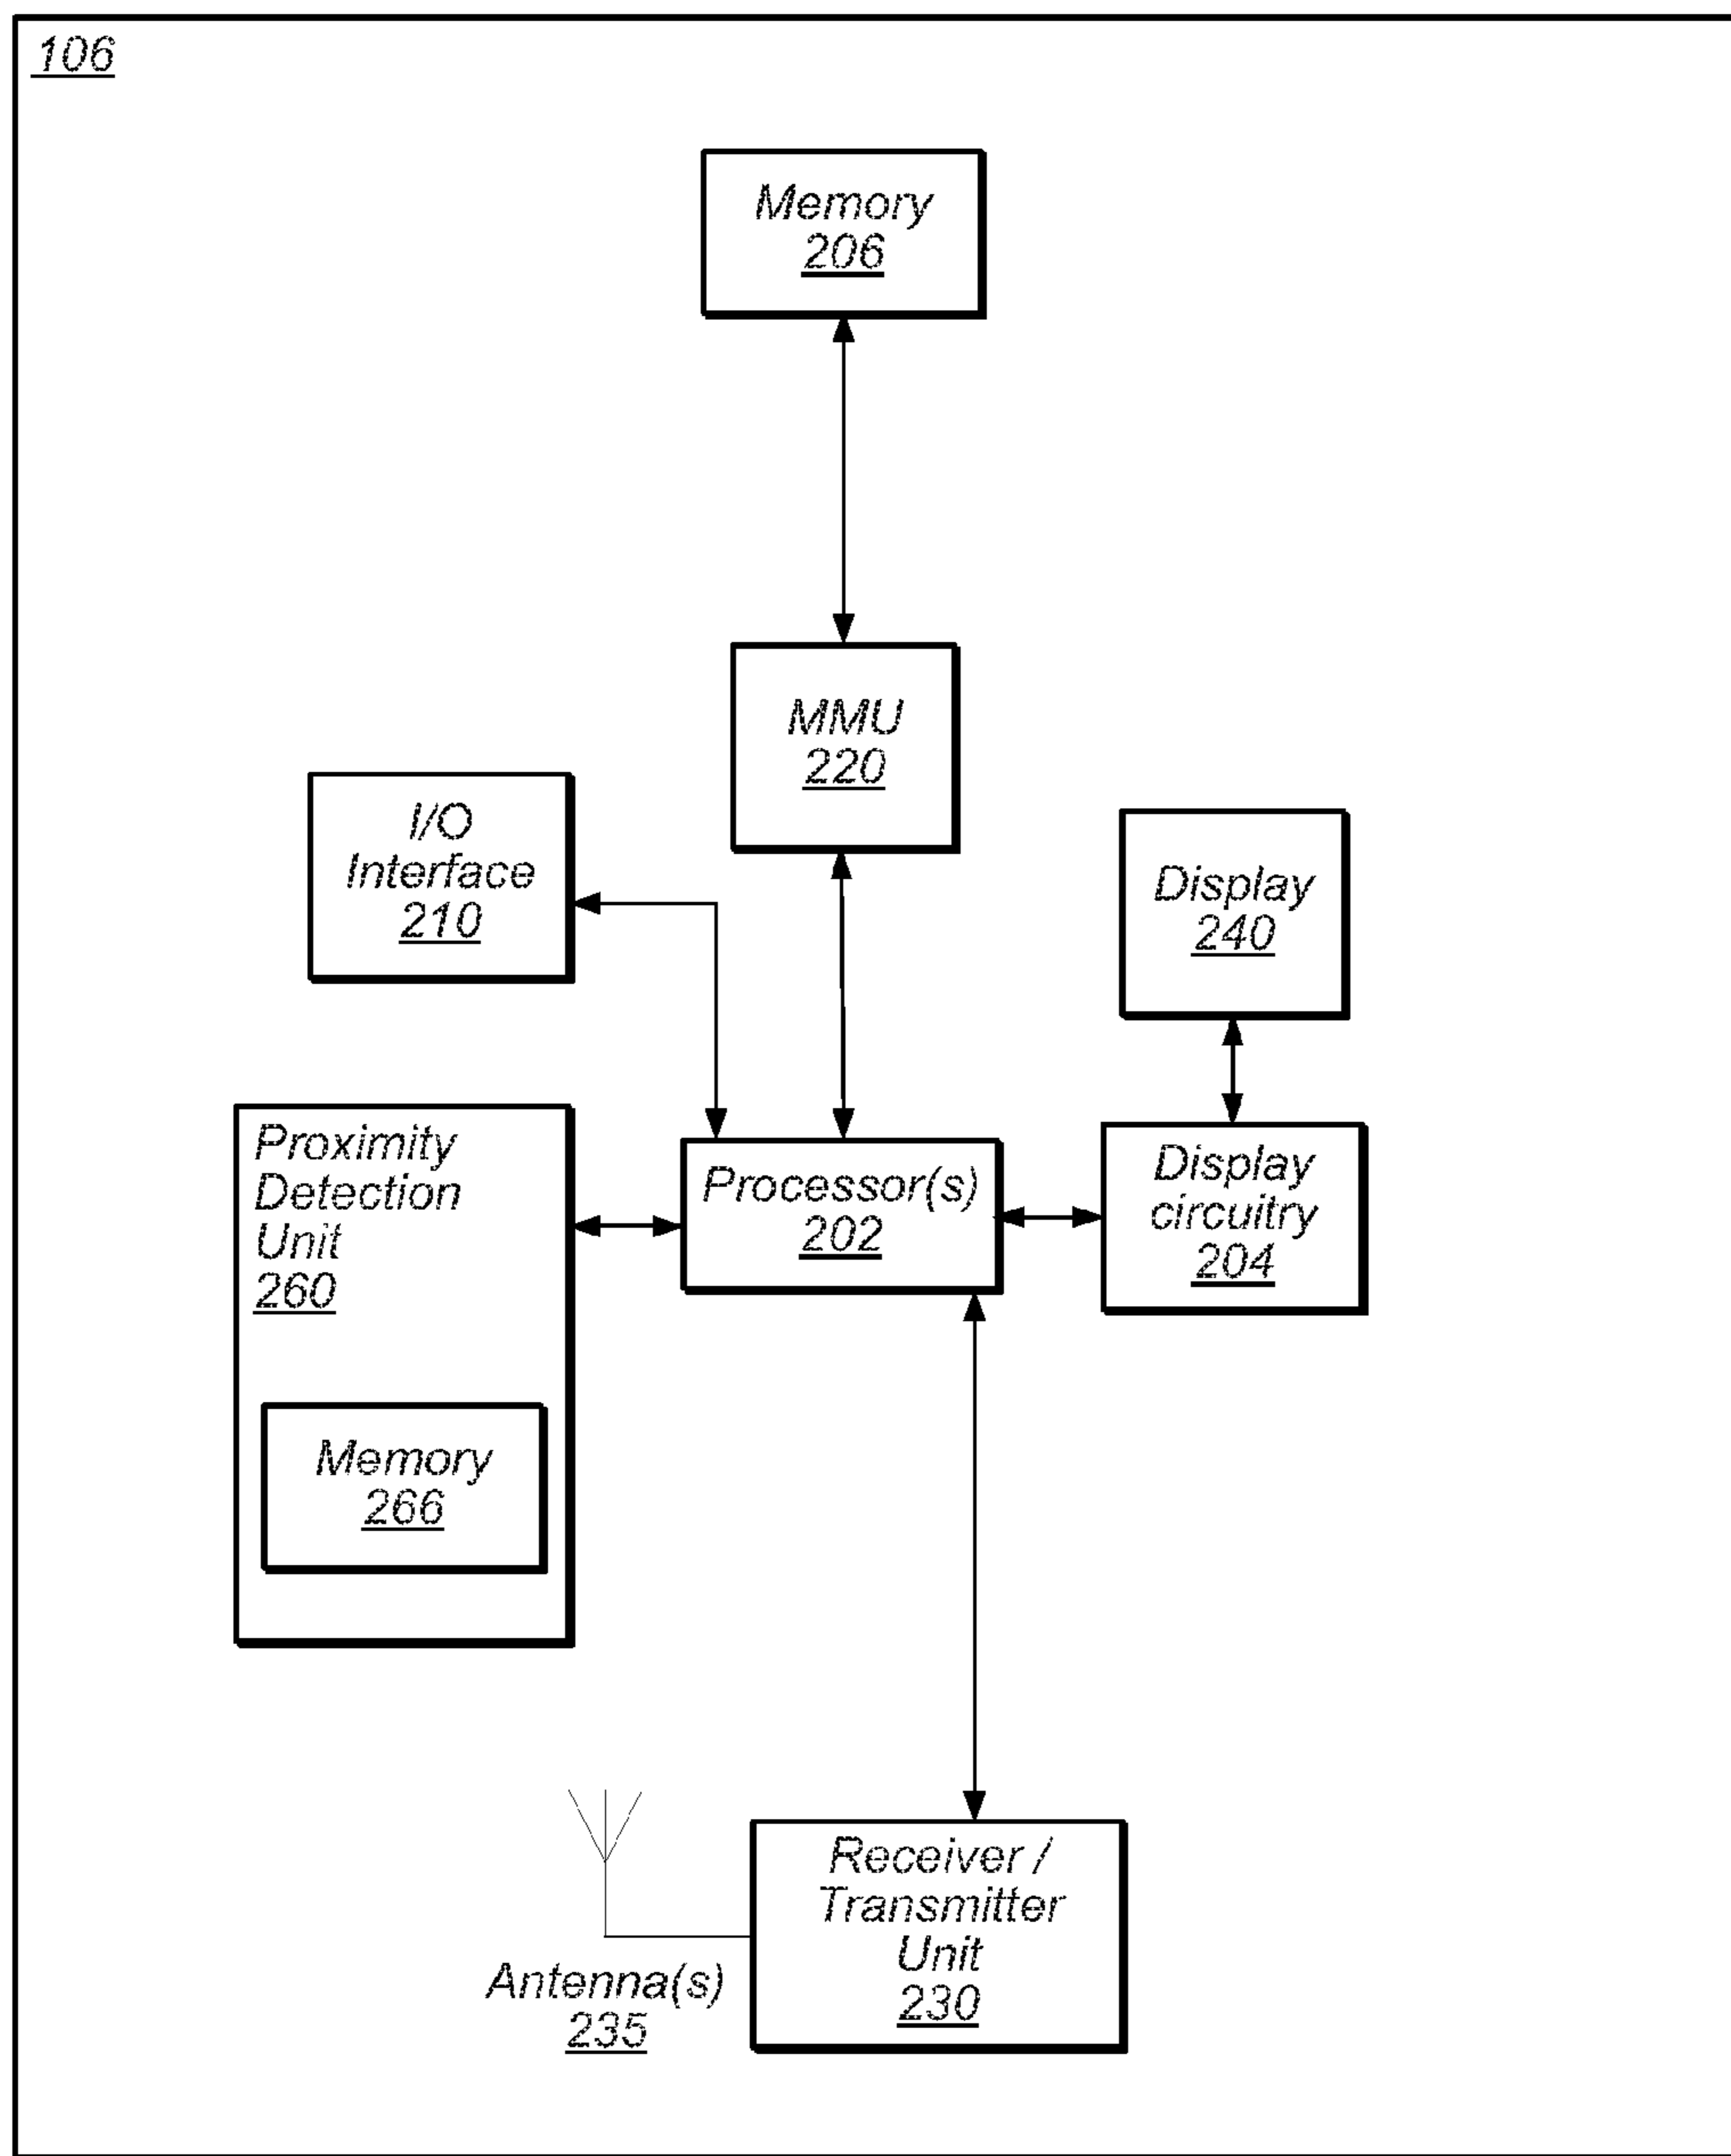 106
Memory
206
MMU
220
I/O
Interface
210
Display
240
Proximity
Detection
Unit
260
Processor(s)
202
Display
circuitry
204
Memory
266
Receiver /
Transmitter
Unit
230
Antenna(s)
235